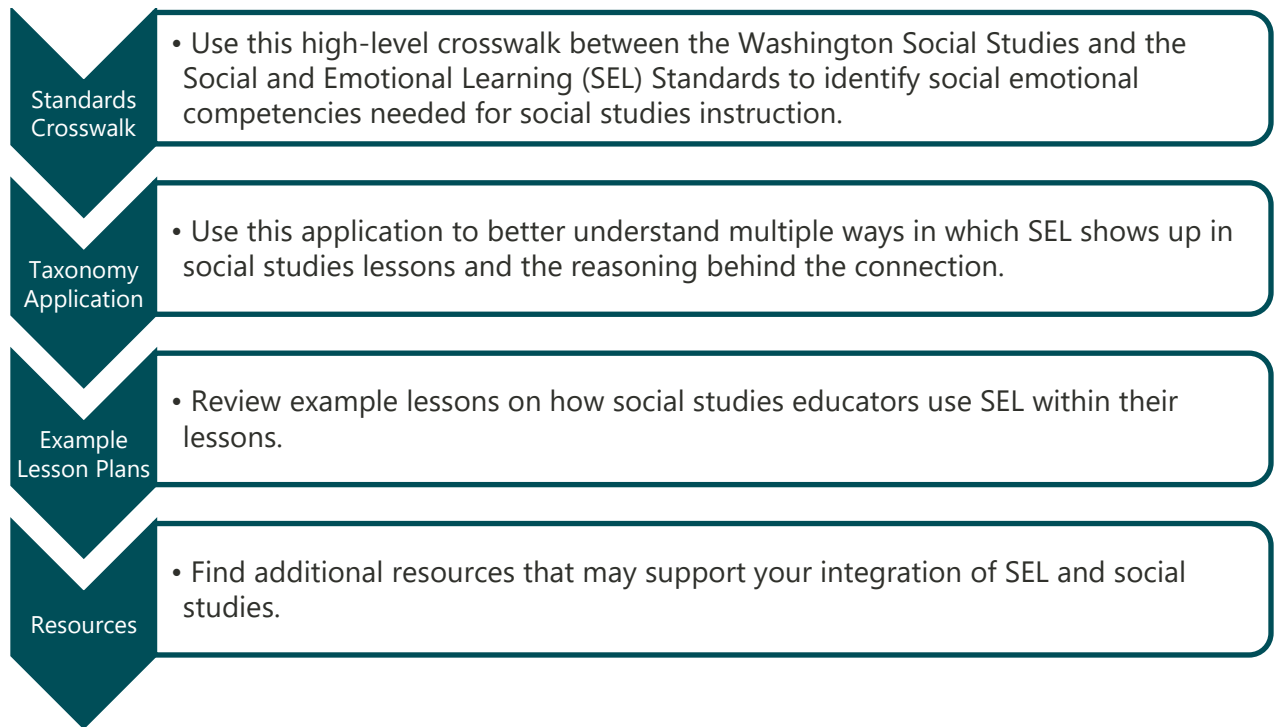 Standards
Crosswalk
• Use this high-level crosswalk between the Washington Social Studies and the
Social and Emotional Learning (SEL) Standards to identify social emotional
competencies needed for social studies instruction.
Taxonomy
Application
• Use this application to better understand multiple ways in which SEL shows up in
social studies lessons and the reasoning behind the connection.
Example
Lesson Plans
• Review example lessons on how social studies educators use SEL within their
lessons.
Resources
• Find additional resources that may support your integration of SEL and social
studies.